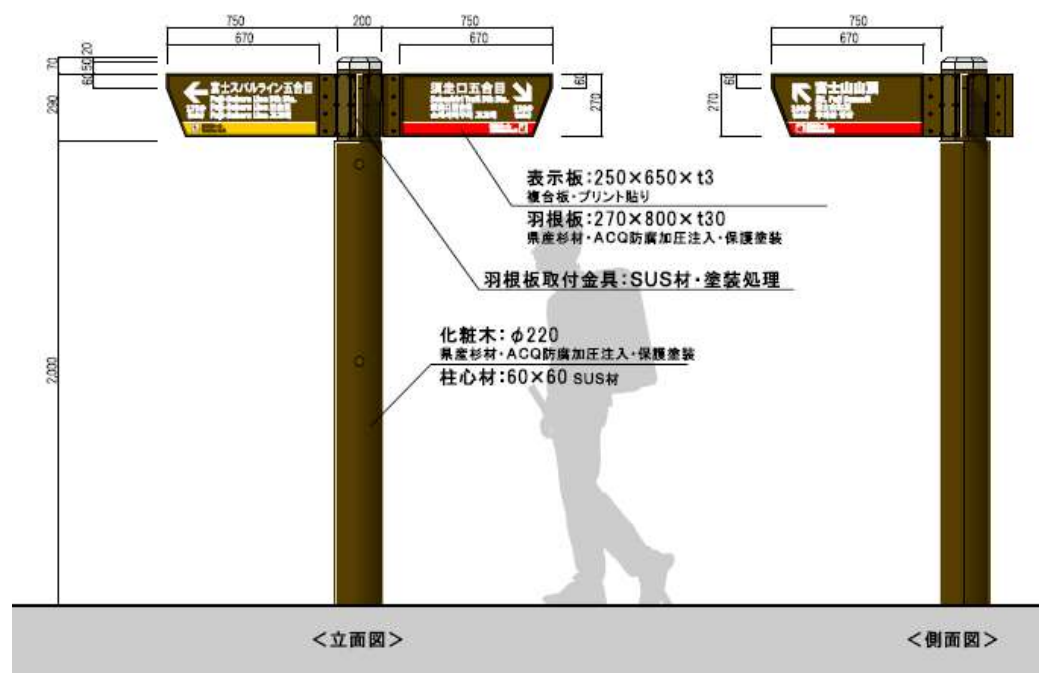 750
200
750
670
670
750
670
70
50
20
60
290
2,000
60
270
270
60
富士スバルライン五合目
須走口五合目
富士山山頂
表示板:250×650×t3
複合板・プリント貼り
羽根板:270×800×t30
県産杉材・ACQ防腐加圧注入・保護塗装
羽根板取付金具:SUS材・塗装処理
化粧木:φ220
県産杉材・ACQ防腐加圧注入・保護塗装
柱心材:60×60 SUS材
<立面図>
<側面図>